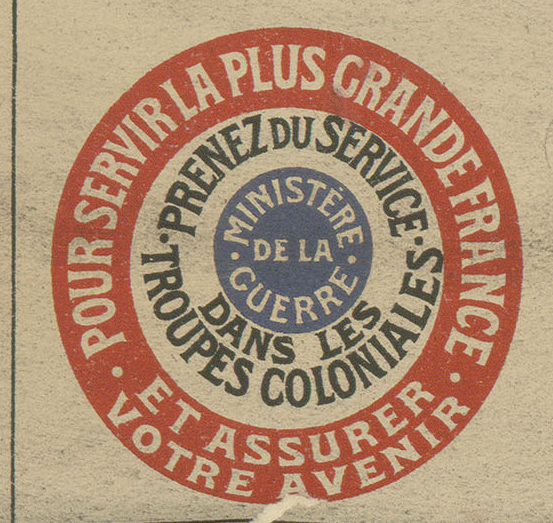 POUR SERVIR LA PLUS GRANDE FRANCE
ET ASSURER
VOTRE AVENIR
PRENEZ DU SERVICE
DANS LES
TROUPES COLONIALES
MINISTÈRE
DE LA
GUERRE